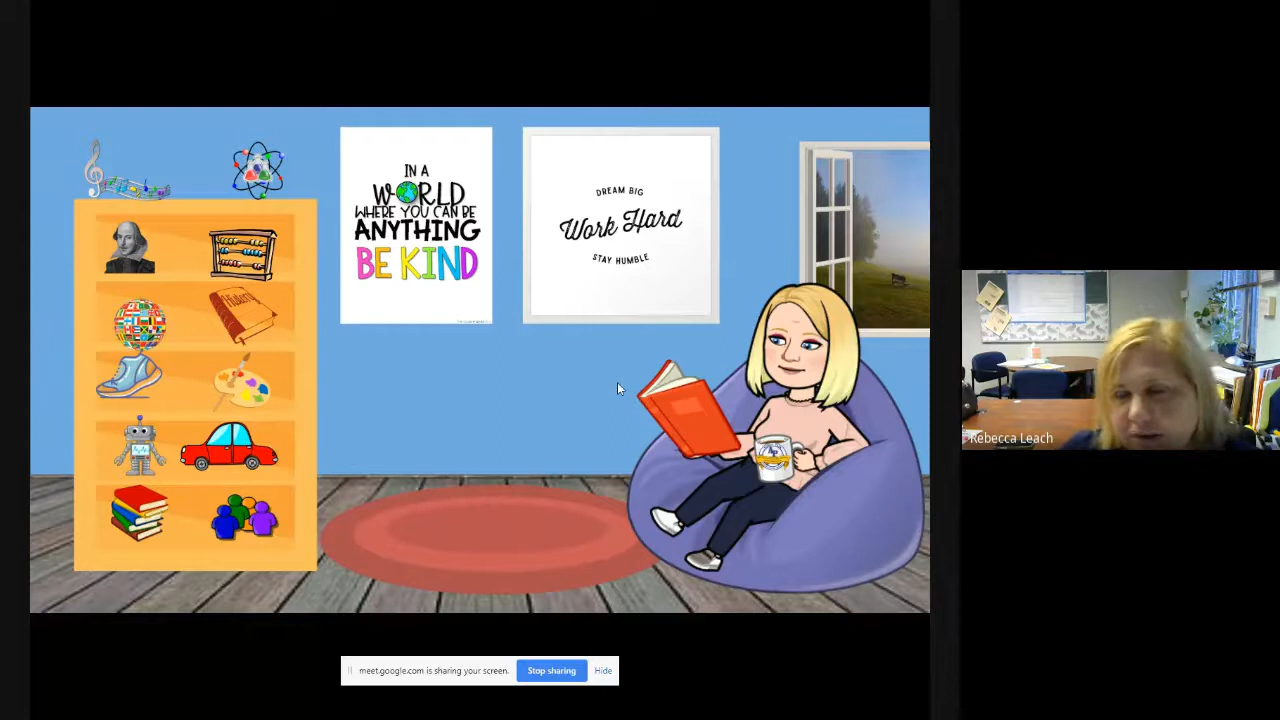 IN A
WORLD
WHERE YOU CAN BE
ANYTHING
BE KIND
DREAM BIG
Work Hard
STAY HUMBLE
History
Rebecca Leach
meet.google.com is sharing your screen.
Stop sharing
Hide